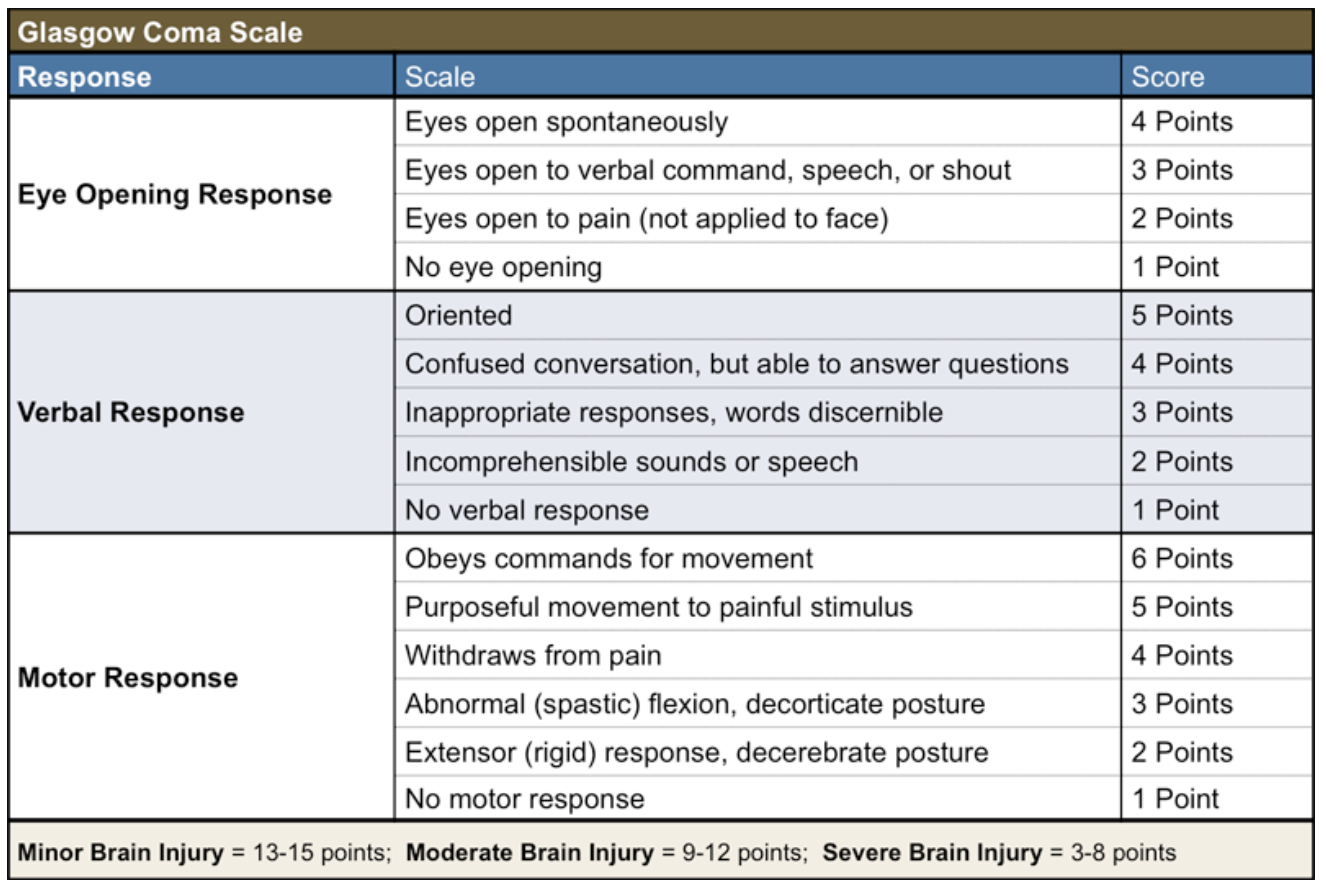 Glasgow Coma Scale
Response Scale Score
Eye Opening Response
Eyes open spontaneously 4 Points
Eyes open to verbal command, speech, or shout 3 Points
Eyes open to pain (not applied to face) 2 Points
No eye opening 1 Point
Verbal Response
Oriented 5 Points
Confused conversation, but able to answer questions 4 Points
Inappropriate responses, words discernible 3 Points
Incomprehensible sounds or speech 2 Points
No verbal response 1 Point
Motor Response
Obeys commands for movement 6 Points
Purposeful movement to painful stimulus 5 Points
Withdraws from pain 4 Points
Abnormal (spastic) flexion, decorticate posture 3 Points
Extensor (rigid) response, decerebrate posture 2 Points
No motor response 1 Point
Minor Brain Injury = 13-15 points; Moderate Brain Injury = 9-12 points; Severe Brain Injury = 3-8 points